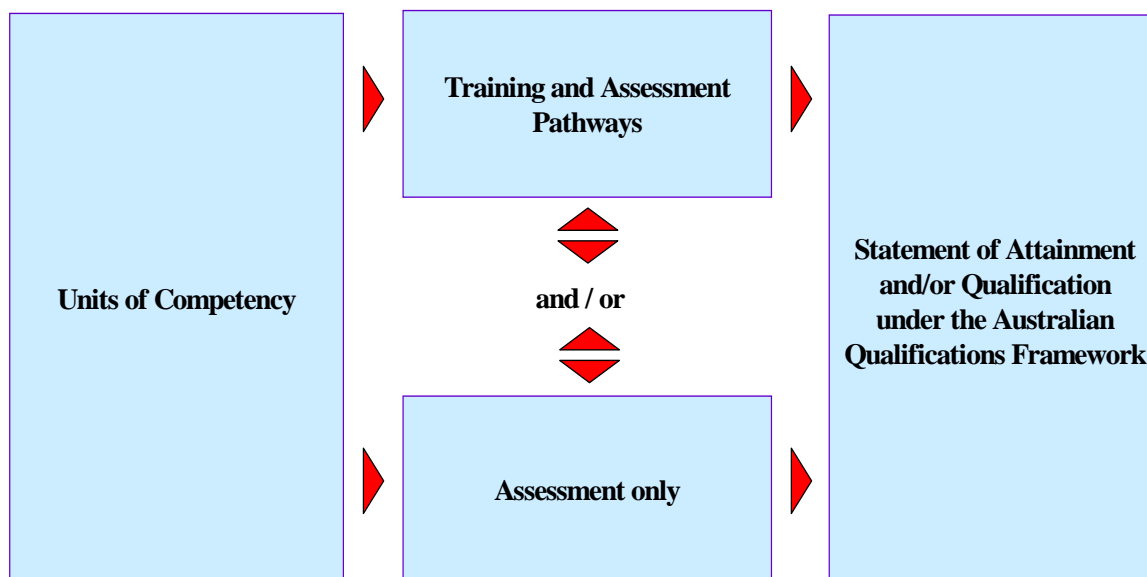 Units of Competency
Training and Assessment
Pathways
and / or
Assessment only
Statement of Attainment
and/or Qualification
under the Australian
Qualifications Framework